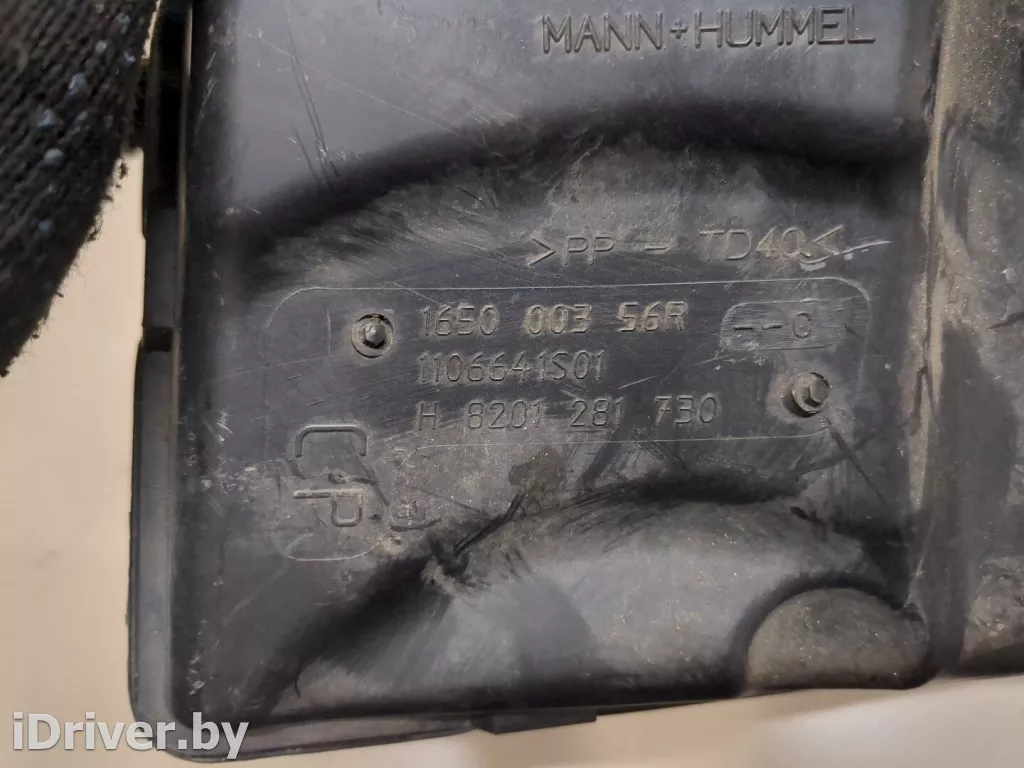 MANN+HUMMEL
>PP - TD40<
1650 003 56R
--C
1106641S01
H 8201 281 730
iDriver.by